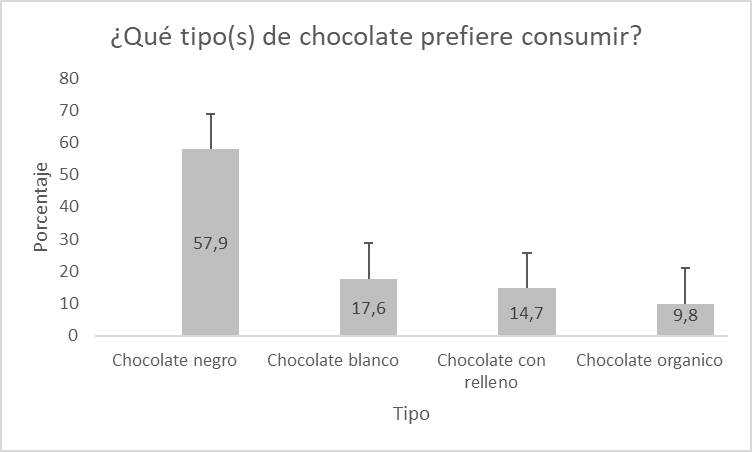 ¿Qué tipo(s) de chocolate prefiere consumir?
Porcentaje
80
70
60
50
40
30
20
10
0
57,9
17,6
14,7
9,8
Chocolate negro
Chocolate blanco
Chocolate con
relleno
Chocolate organico
Tipo